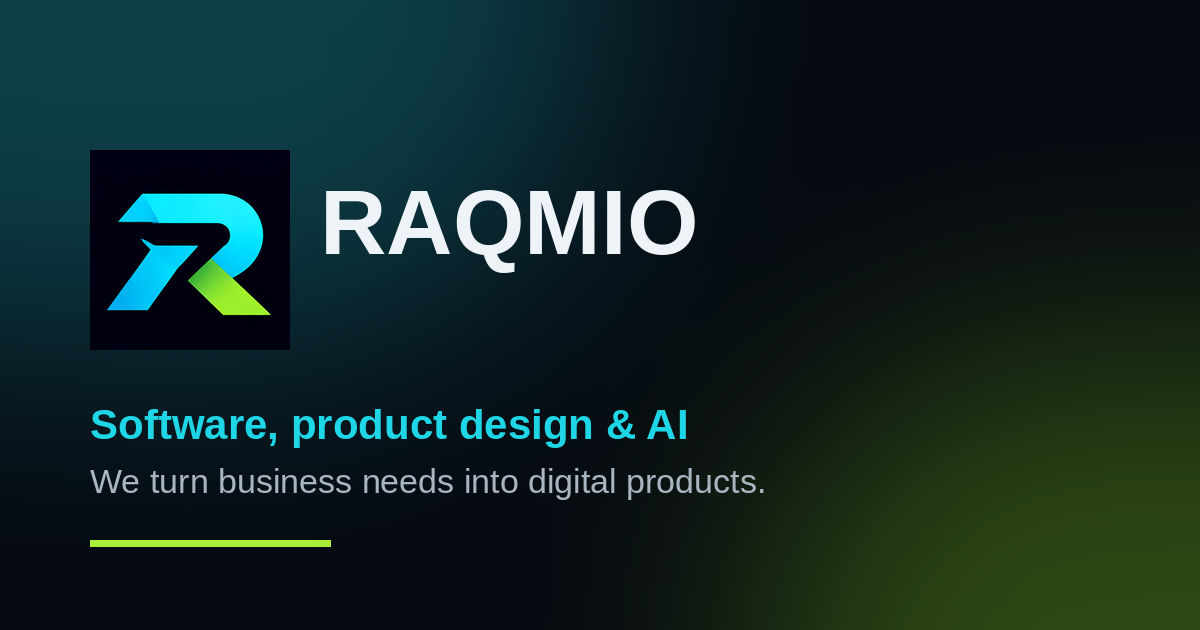 RAQMIO
Software, product design & AI
We turn business needs into digital products.